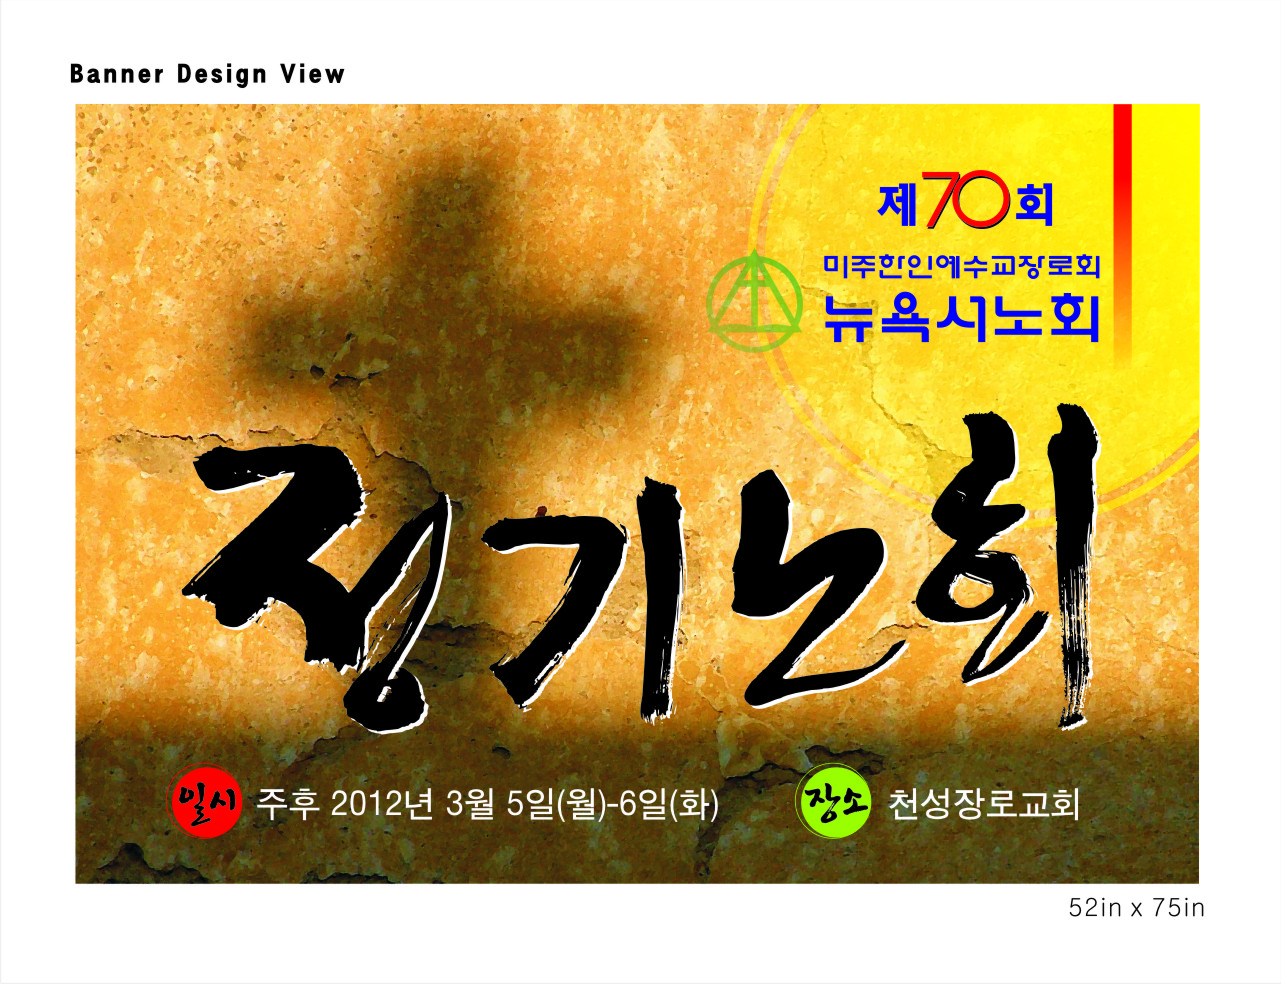 Banner Design View
제70회
미주한인예수교장로회
뉴욕서노회
정기노회
일시 주후 2012년 3월 5일(월)-6일(화)
장소 천성장로교회
52in x 75in